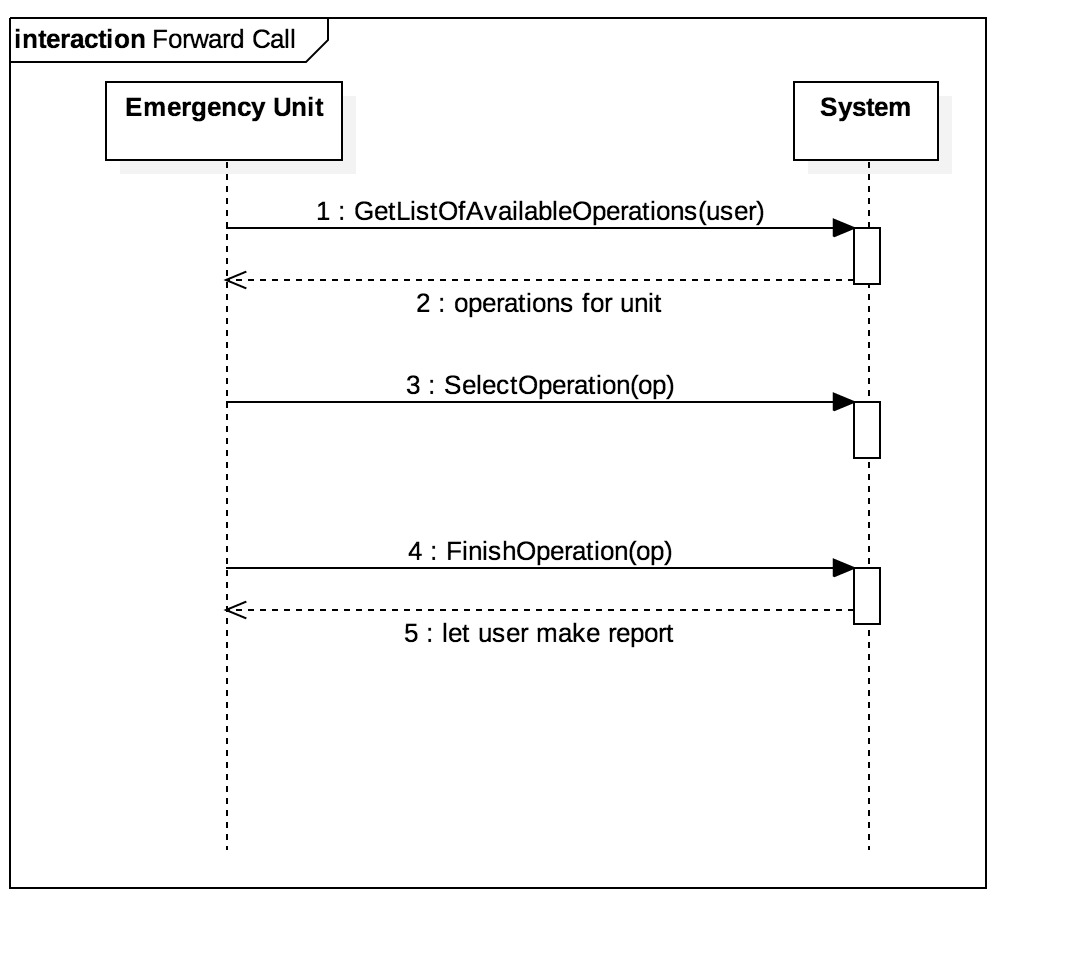 interaction Forward Call
Emergency Unit
System
1 : GetListOfAvailableOperations(user)
2 : operations for unit
3 : SelectOperation(op)
4 : FinishOperation(op)
5 : let user make report